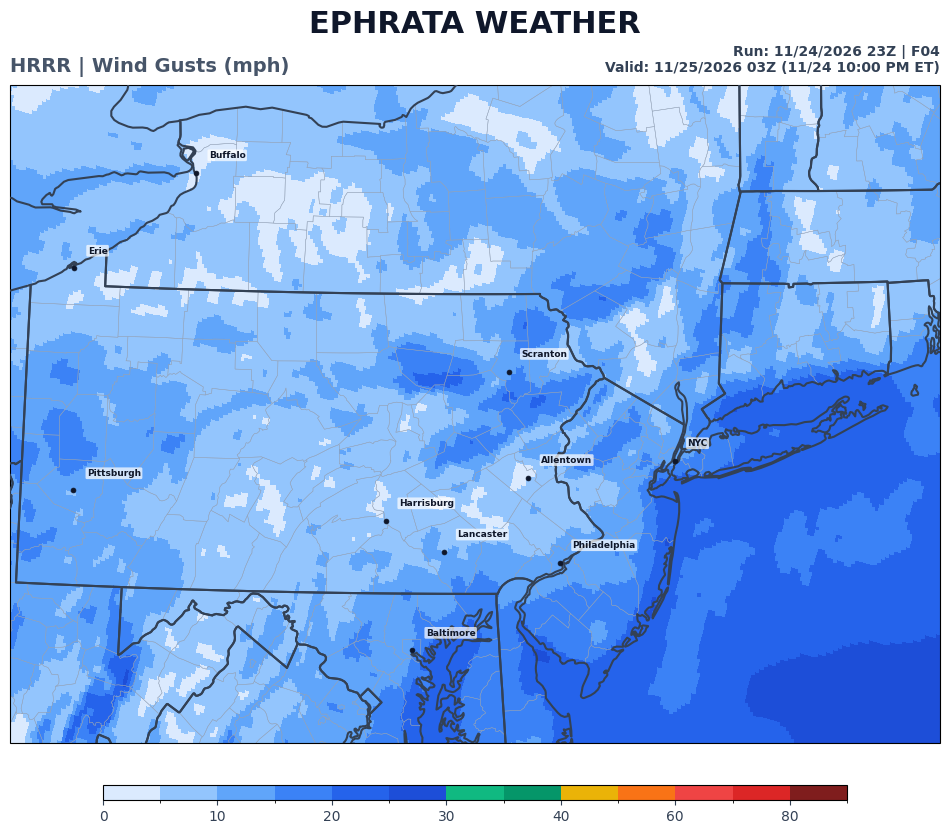 EPHRATA WEATHER
HRRR | Wind Gusts (mph)
Run: 11/24/2026 23Z | F04
Valid: 11/25/2026 03Z (11/24 10:00 PM ET)
Buffalo
Erie
Scranton
NYC
Allentown
Pittsburgh
Harrisburg
Lancaster
Philadelphia
Baltimore
0 10 20 30 40 60 80